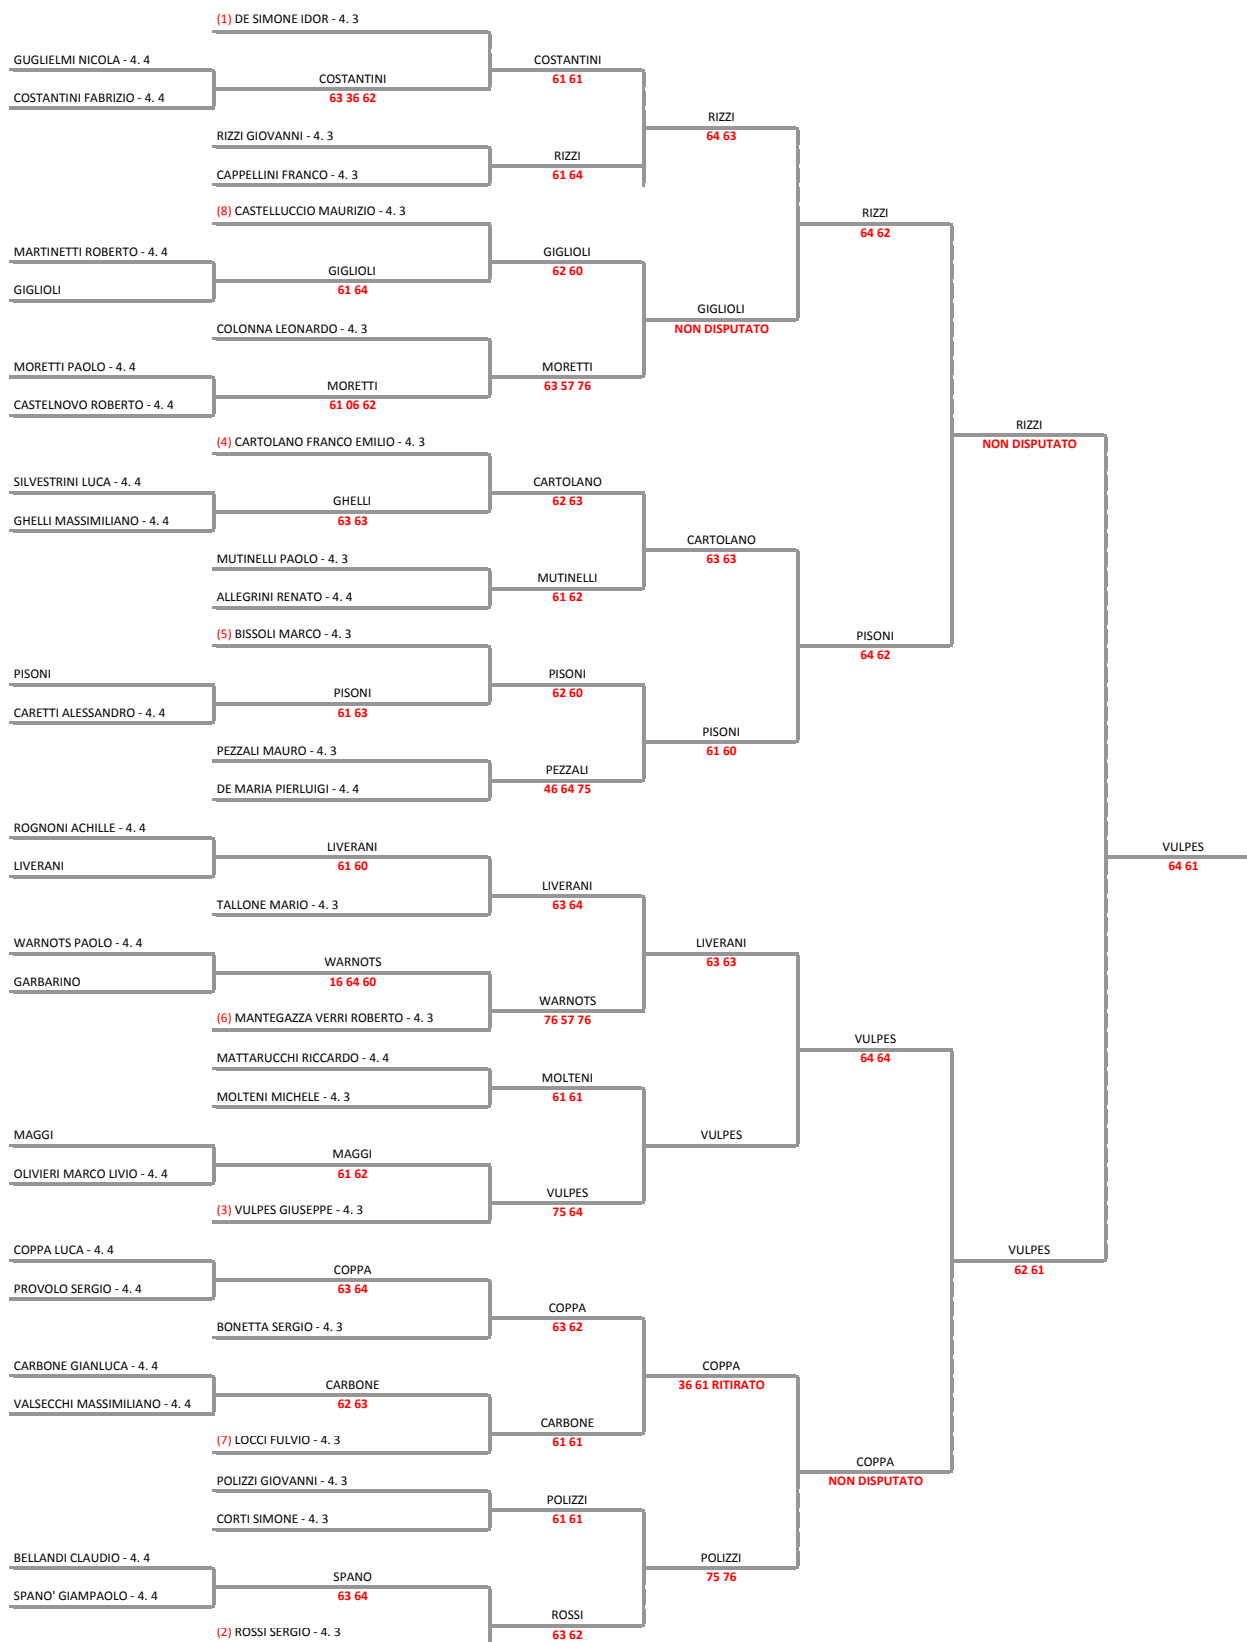 (1) DE SIMONE IDOR - 4. 3
GUGLIELMI NICOLA - 4. 4
COSTANTINI
COSTANTINI
61 61
COSTANTINI FABRIZIO - 4. 4
63 36 62
RIZZI
RIZZI GIOVANNI - 4. 3
64 63
RIZZI
CAPPELLINI FRANCO - 4. 3
61 64
(8) CASTELLUCCIO MAURIZIO - 4. 3
RIZZI
64 62
MARTINETTI ROBERTO - 4. 4
GIGLIOLI
GIGLIOLI
62 60
GIGLIOLI
61 64
GIGLIOLI
COLONNA LEONARDO - 4. 3
NON DISPUTATO
MORETTI PAOLO - 4. 4
MORETTI
MORETTI
63 57 76
CASTELNOVO ROBERTO - 4. 4
61 06 62
RIZZI
(4) CARTOLANO FRANCO EMILIO - 4. 3
NON DISPUTATO
SILVESTRINI LUCA - 4. 4
CARTOLANO
GHELLI
62 63
GHELLI MASSIMILIANO - 4. 4
63 63
CARTOLANO
MUTINELLI PAOLO - 4. 3
63 63
MUTINELLI
ALLEGRINI RENATO - 4. 4
61 62
(5) BISSOLI MARCO - 4. 3
PISONI
64 62
PISONI
PISONI
PISONI
62 60
CARETTI ALESSANDRO - 4. 4
61 63
PISONI
PEZZALI MAURO - 4. 3
61 60
PEZZALI
DE MARIA PIERLUIGI - 4. 4
46 64 75
ROGNONI ACHILLE - 4. 4
LIVERANI
VULPES
LIVERANI
61 60
64 61
LIVERANI
TALLONE MARIO - 4. 3
63 64
WARNOTS PAOLO - 4. 4
LIVERANI
WARNOTS
63 63
GARBARINO
16 64 60
WARNOTS
(6) MANTEGAZZA VERRI ROBERTO - 4. 3
76 57 76
VULPES
MATTARUCCHI RICCARDO - 4. 4
64 64
MOLTENI
MOLTENI MICHELE - 4. 3
61 61
MAGGI
VULPES
MAGGI
OLIVIERI MARCO LIVIO - 4. 4
61 62
VULPES
(3) VULPES GIUSEPPE - 4. 3
75 64
COPPA LUCA - 4. 4
VULPES
COPPA
62 61
PROVOLO SERGIO - 4. 4
63 64
COPPA
BONETTA SERGIO - 4. 3
63 62
CARBONE GIANLUCA - 4. 4
COPPA
CARBONE
36 61 RITIRATO
VALSECCHI MASSIMILIANO - 4. 4
62 63
CARBONE
(7) LOCCI FULVIO - 4. 3
61 61
COPPA
POLIZZI GIOVANNI - 4. 3
NON DISPUTATO
POLIZZI
CORTI SIMONE - 4. 3
61 61
BELLANDI CLAUDIO - 4. 4
POLIZZI
SPANO
75 76
SPANO' GIAMPAOLO - 4. 4
63 64
ROSSI
(2) ROSSI SERGIO - 4. 3
63 62